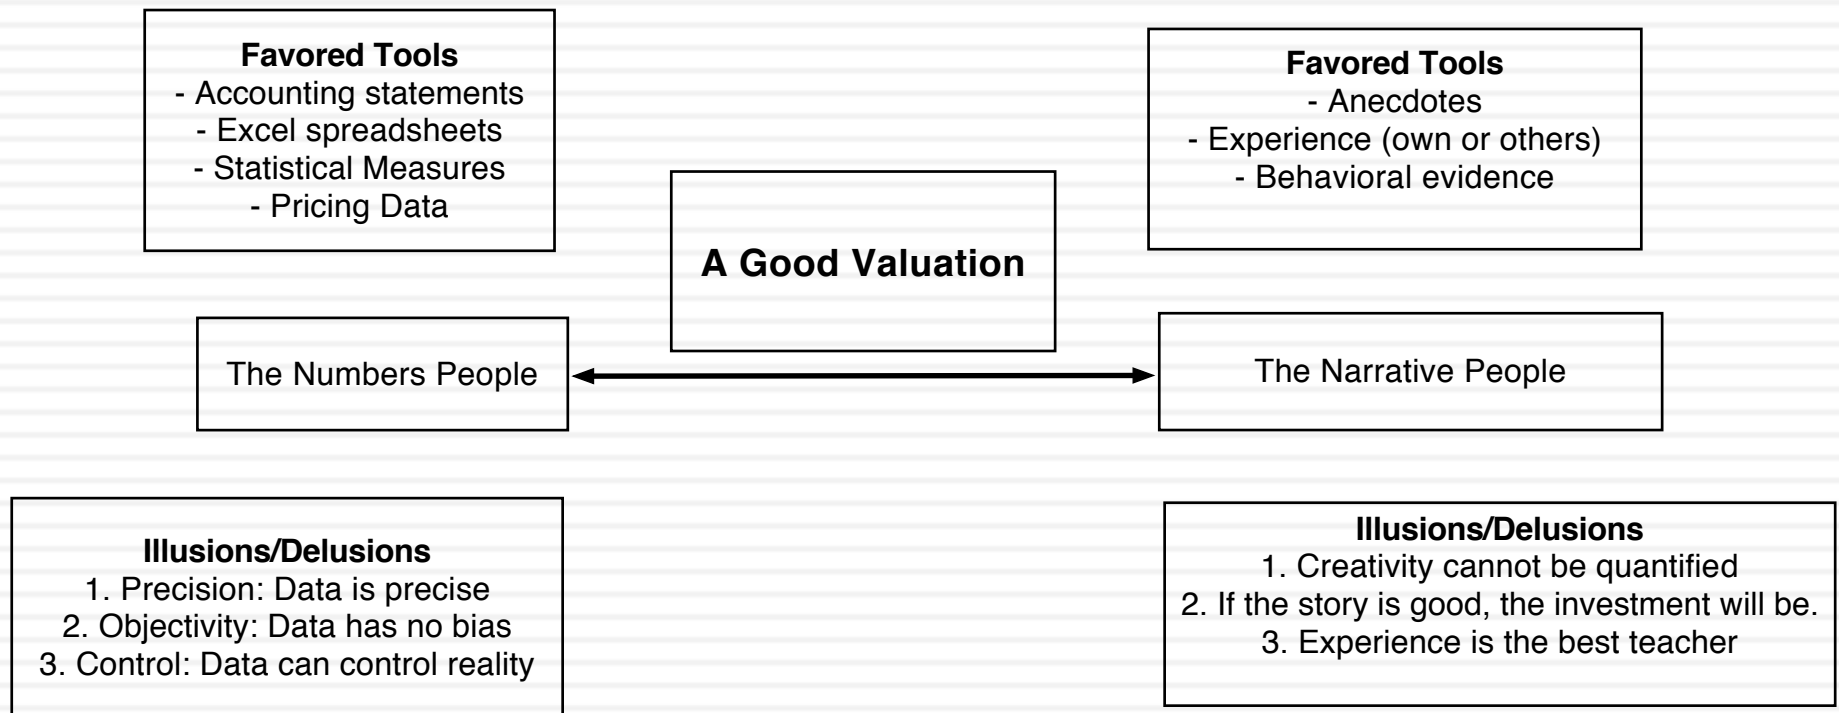 Favored Tools
- Accounting statements
- Excel spreadsheets
- Statistical Measures
- Pricing Data
Favored Tools
- Anecdotes
- Experience (own or others)
- Behavioral evidence
A Good Valuation
The Numbers People
The Narrative People
Illusions/Delusions
1. Precision: Data is precise
2. Objectivity: Data has no bias
3. Control: Data can control reality
Illusions/Delusions
1. Creativity cannot be quantified
2. If the story is good, the investment will be.
3. Experience is the best teacher